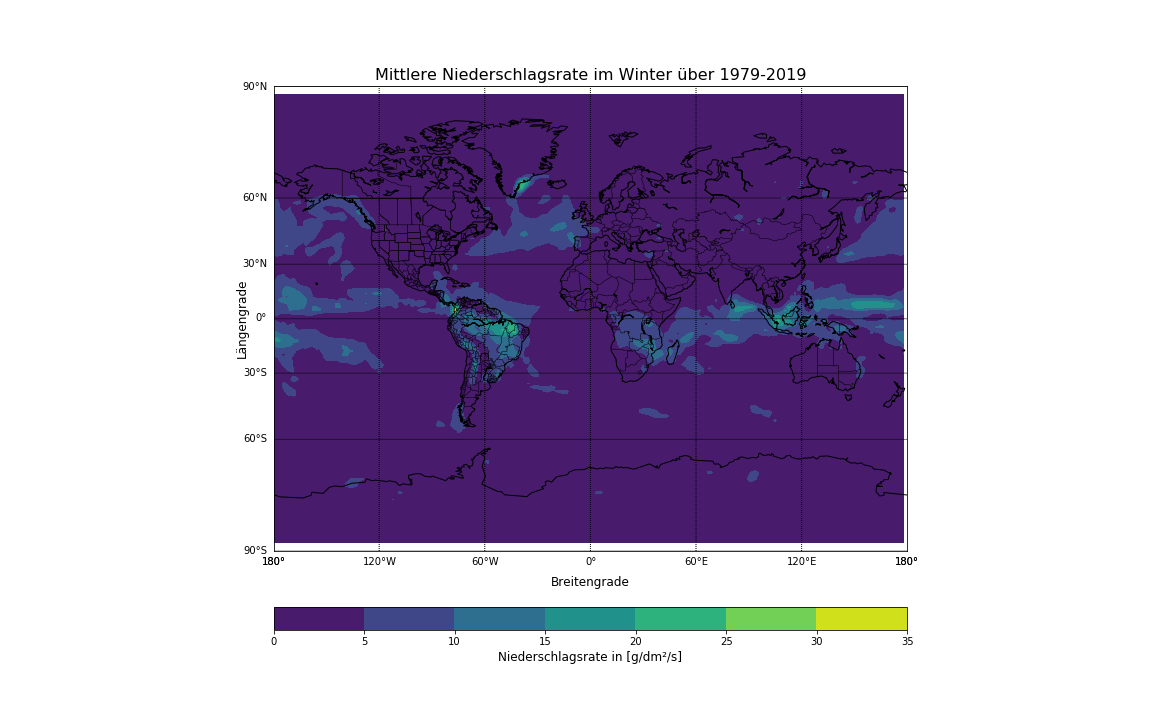 Mittlere Niederschlagsrate im Winter über 1979-2019
90°N
60°N
30°N
0°
30°S
60°S
90°S
Längengrade
180° 120°W 60°W 0° 60°E 120°E 180°
Breitengrade
0 5 10 15 20 25 30 35
Niederschlagsrate in [g/dm²/s]